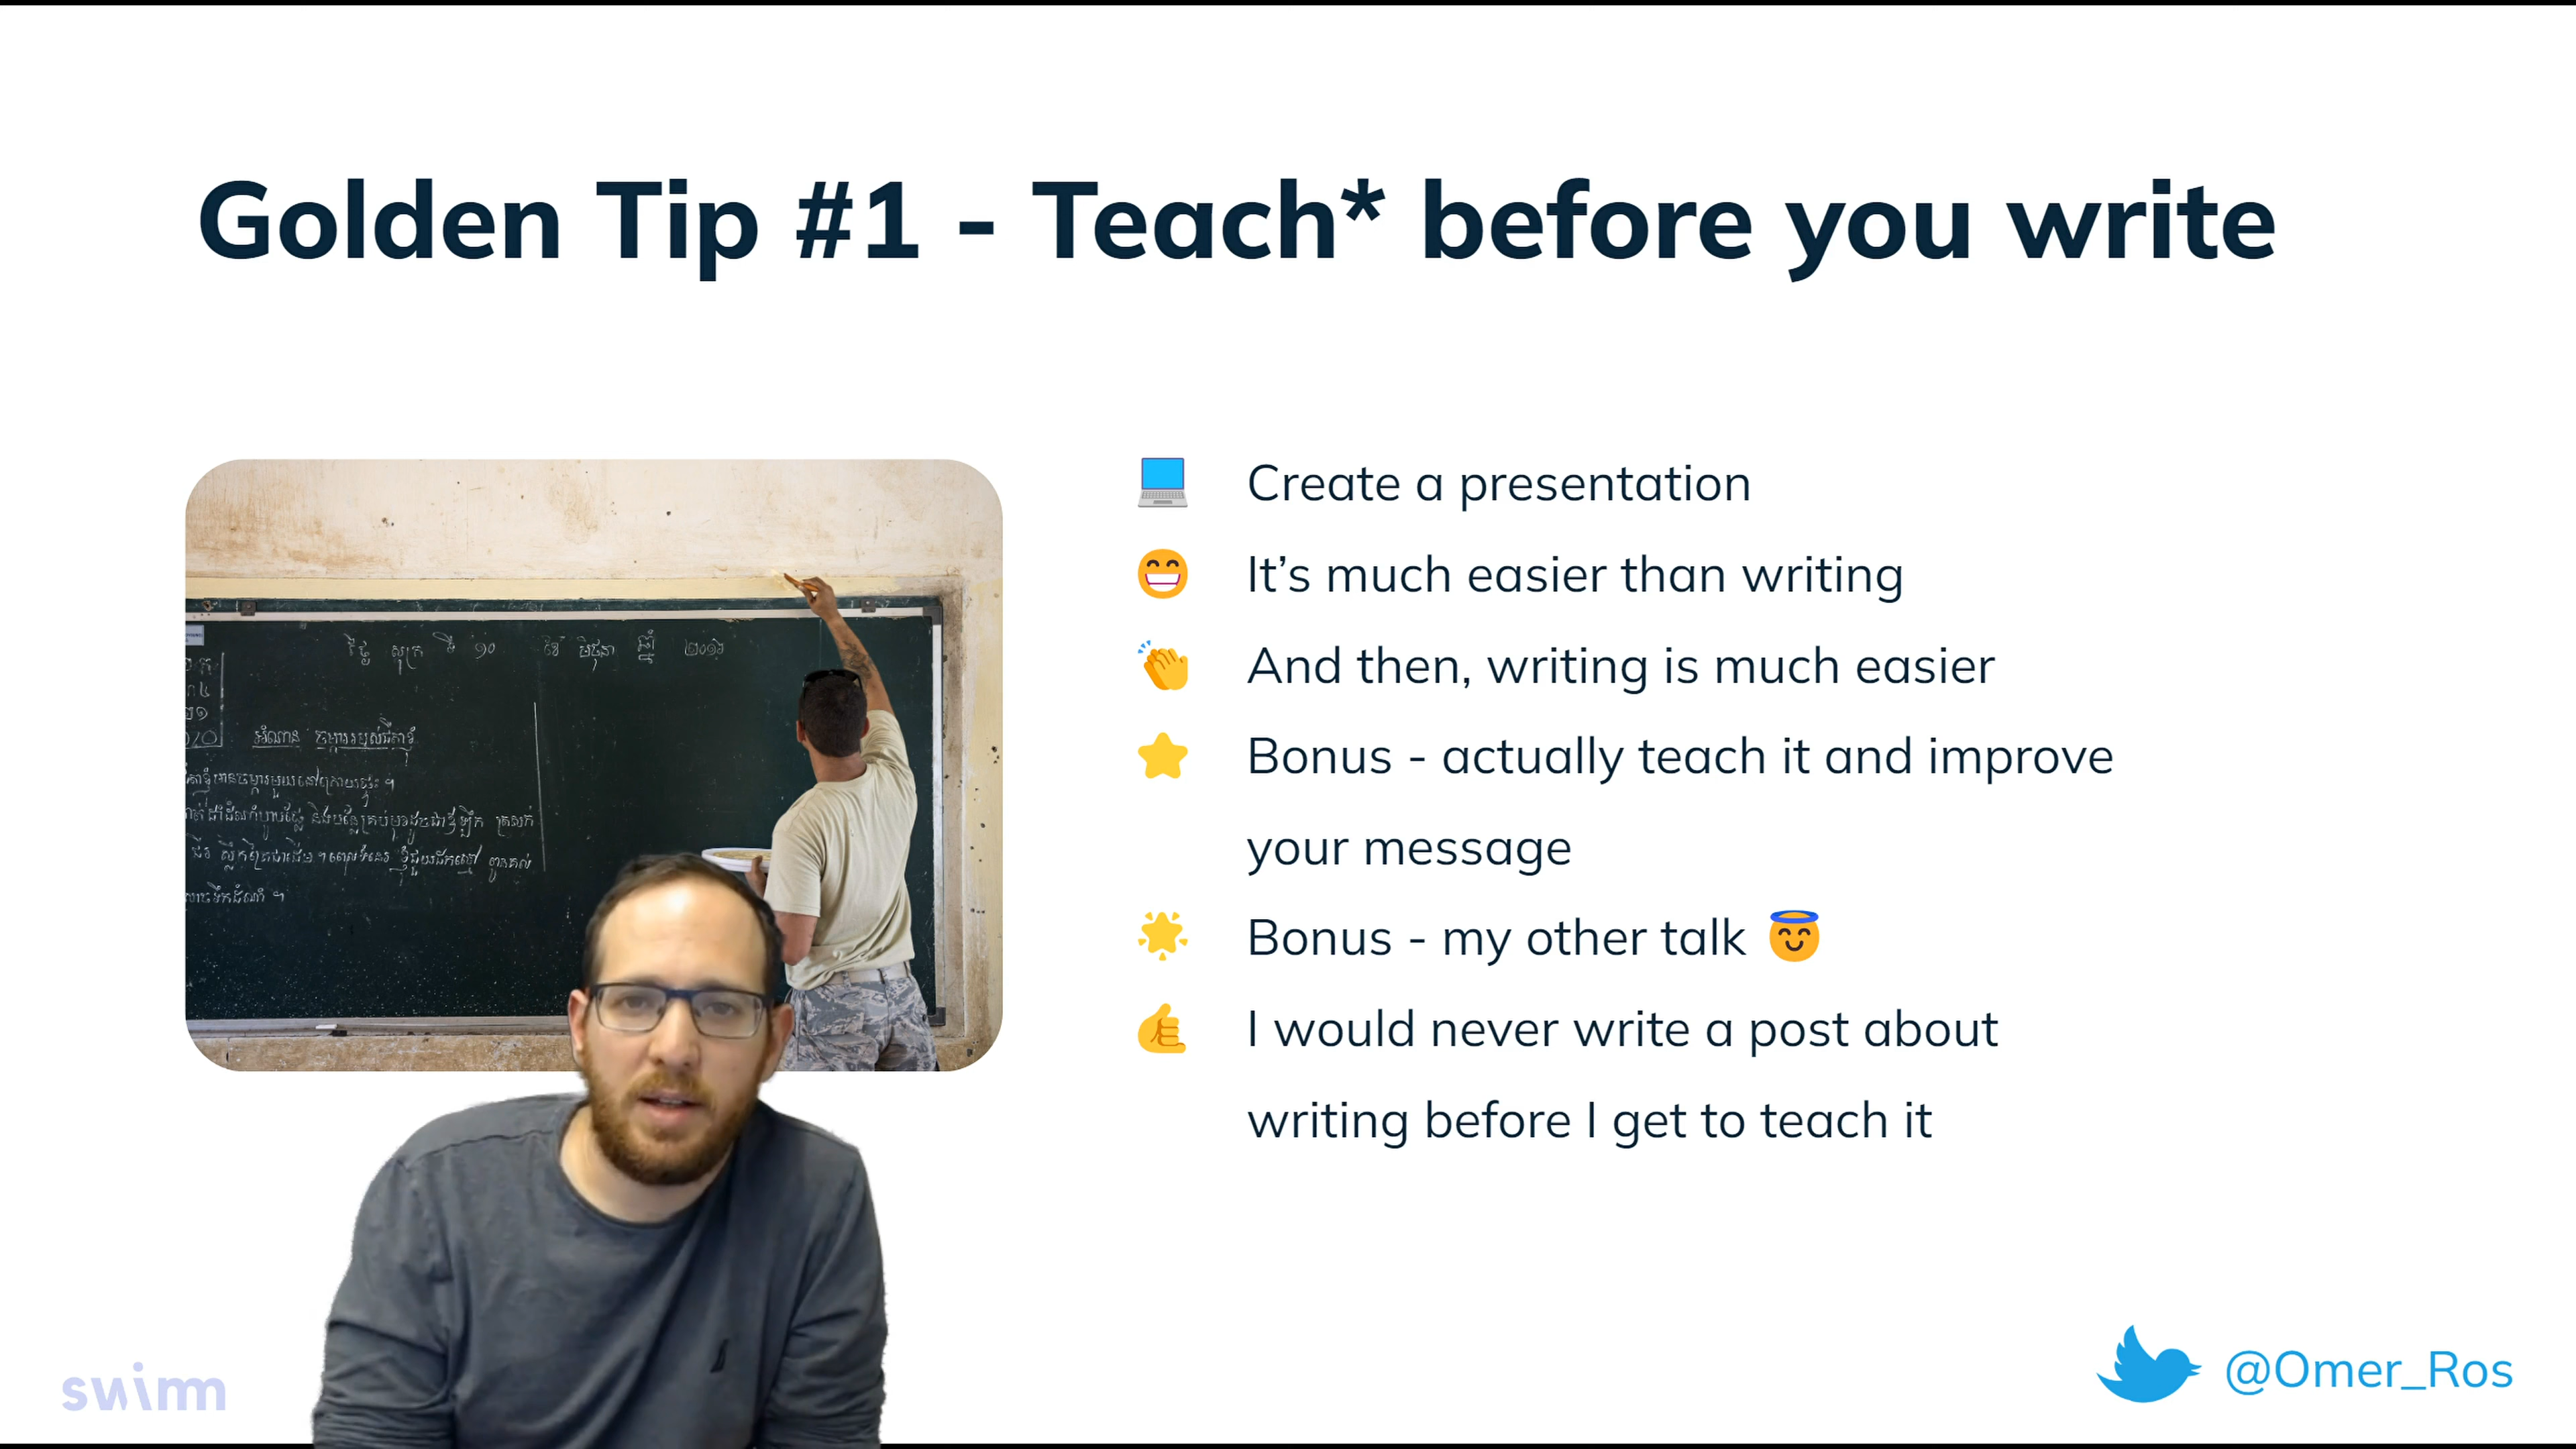 Golden Tip #1 - Teach* before you write
💻 Create a presentation
😁 It’s much easier than writing
👏 And then, writing is much easier
⭐ Bonus - actually teach it and improve
your message
🌟 Bonus - my other talk 😇
🤙 I would never write a post about
writing before I get to teach it
swimm
@Omer_Ros